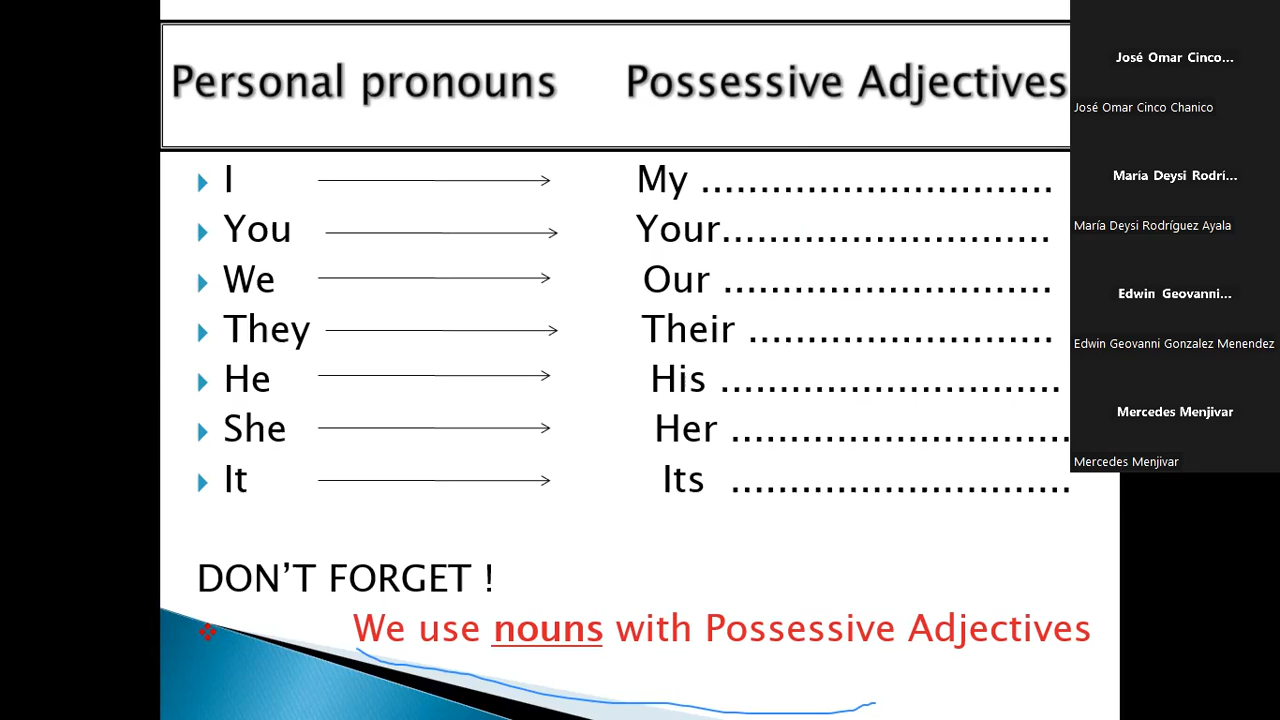 Personal pronouns Possessive Adjectives
I My ..............................
You Your............................
We Our ............................
They Their ..........................
He His .............................
She Her .............................
It Its .............................
DON’T FORGET !
We use nouns with Possessive Adjectives
José Omar Cinco...
José Omar Cinco Chanico
María Deysi Rodrí...
María Deysi Rodríguez Ayala
Edwin Geovanni...
Edwin Geovanni Gonzalez Menendez
Mercedes Menjivar
Mercedes Menjivar